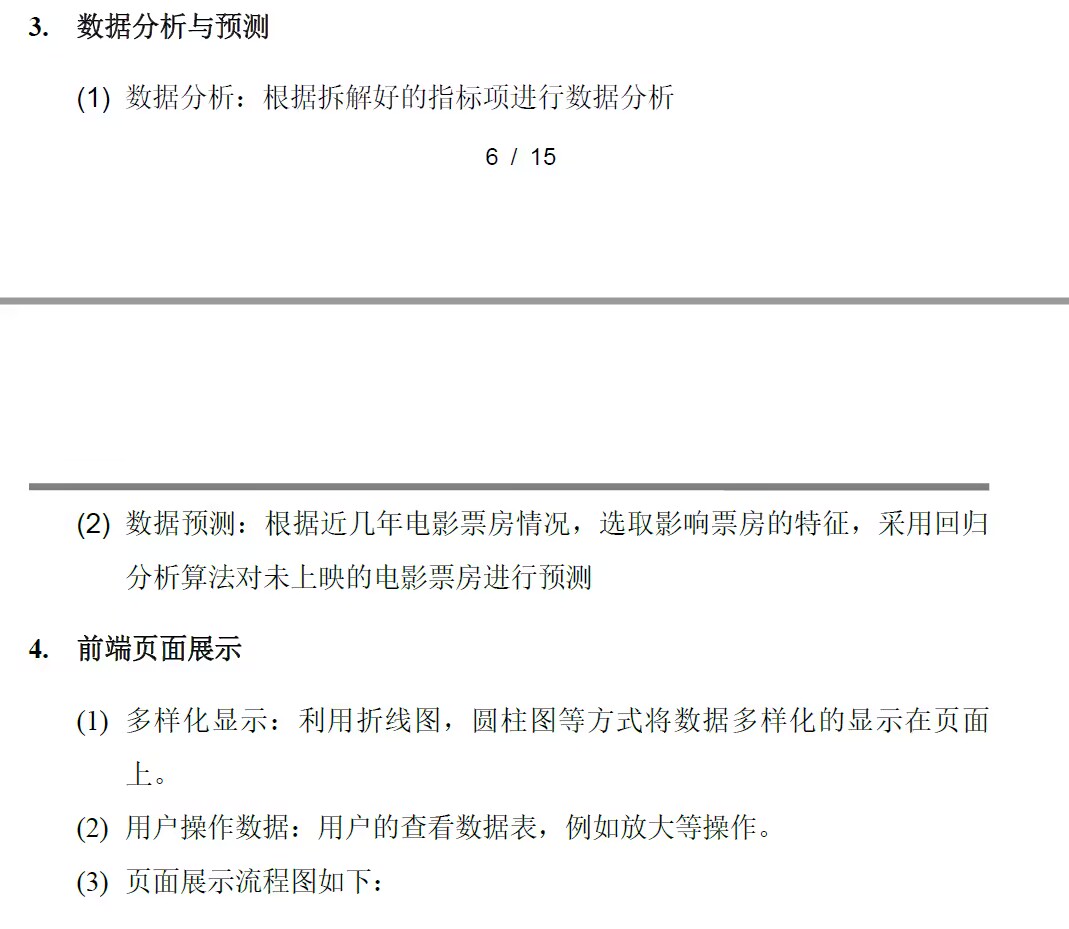 3. 数据分析与预测
(1) 数据分析：根据拆解好的指标项进行数据分析
6 / 15
(2) 数据预测：根据近几年电影票房情况，选取影响票房的特征，采用回归
分析算法对未上映的电影票房进行预测
4. 前端页面展示
(1) 多样化显示：利用折线图，圆柱图等方式将数据多样化的显示在页面
上。
(2) 用户操作数据：用户的查看数据表，例如放大等操作。
(3) 页面展示流程图如下：